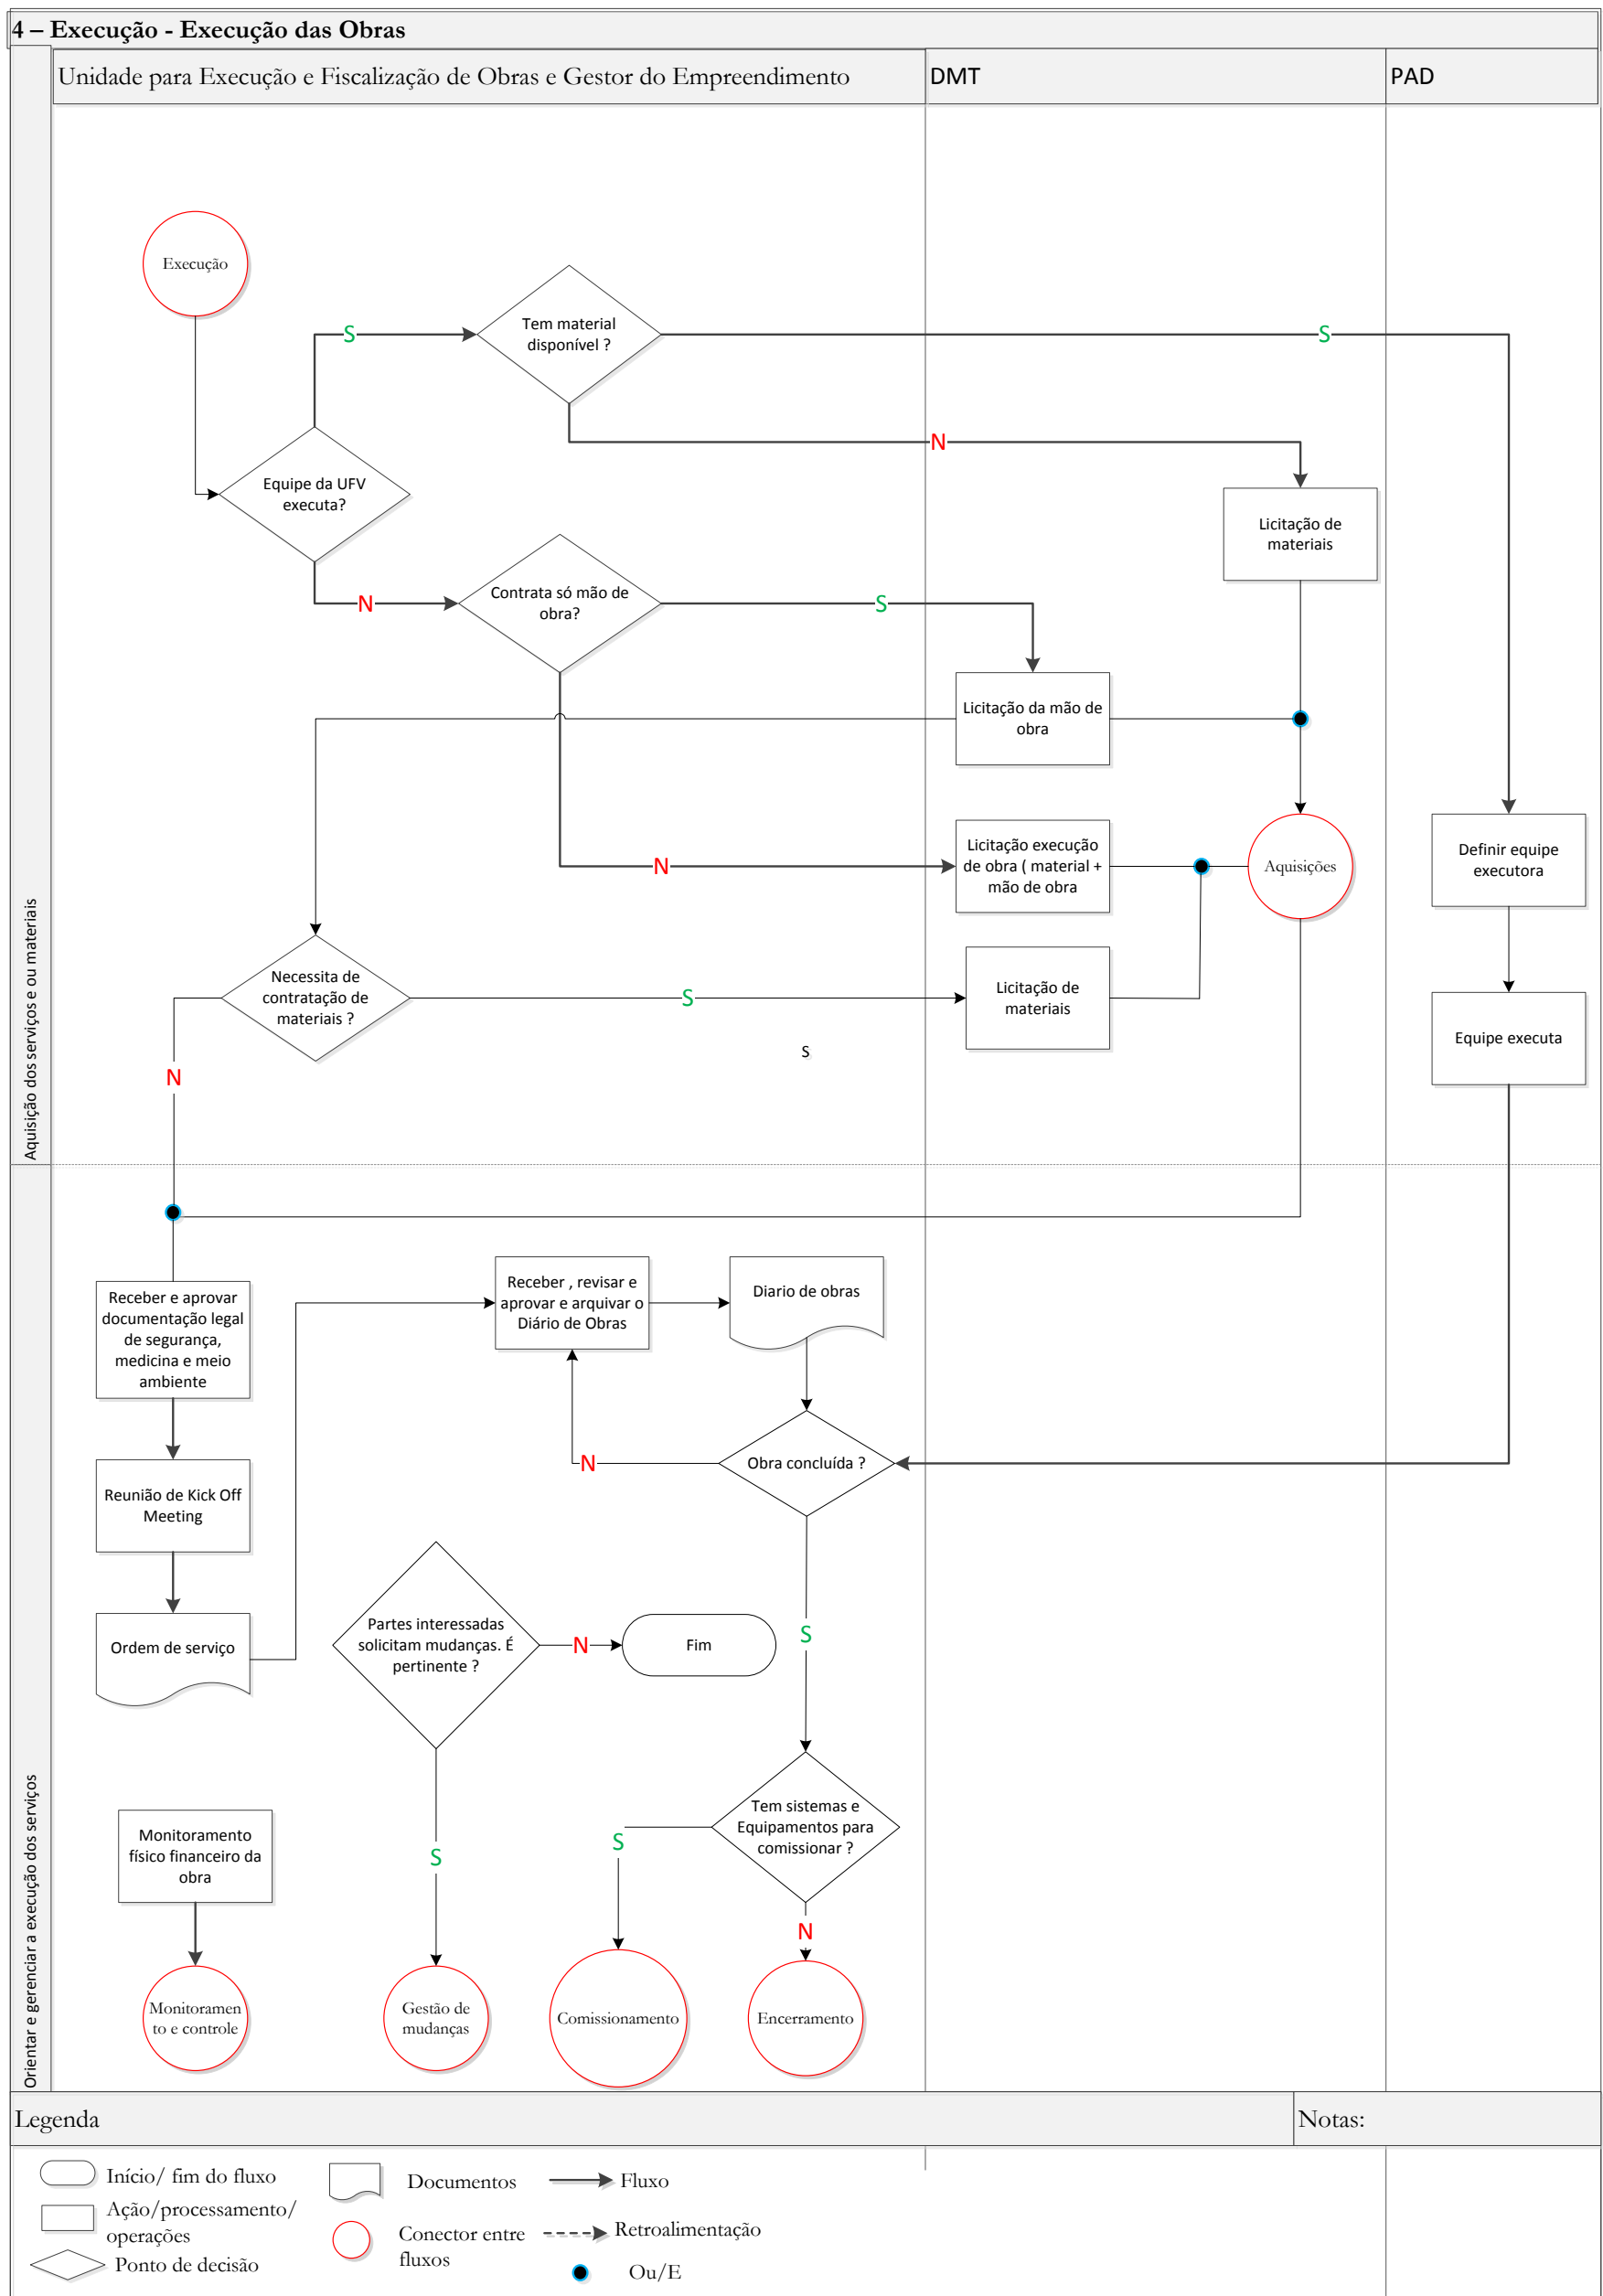 4 – Execução - Execução das Obras
Unidade para Execução e Fiscalização de Obras e Gestor do Empreendimento
DMT
PAD
Aquisição dos serviços e ou materiais
Execução
S
Tem material
disponível ?
S
N
Equipe da UFV
executa?
Licitação de
materiais
N
Contrata só mão de
obra?
S
Licitação da mão de
obra
N
Licitação execução
de obra ( material +
mão de obra
Aquisições
Definir equipe
executora
Necessita de
contratação de
materiais ?
S
Licitação de
materiais
Equipe executa
S
N
Orientar e gerenciar a execução dos serviços
Receber e aprovar
documentação legal
de segurança,
medicina e meio
ambiente
Receber , revisar e
aprovar e arquivar o
Diário de Obras
Diario de obras
N
Obra concluída ?
Reunião de Kick Off
Meeting
Ordem de serviço
Partes interessadas
solicitam mudanças. É
pertinente ?
N
Fim
S
Tem sistemas e
Equipamentos para
comissionar ?
S
S
N
Monitoramento
físico financeiro da
obra
Monitoramen
to e controle
Gestão de
mudanças
Comissionamento
Encerramento
Legenda
Notas:
Início/ fim do fluxo
Documentos
Fluxo
Ação/processamento/
operações
Conector entre
fluxos
Retroalimentação
Ponto de decisão
Ou/E